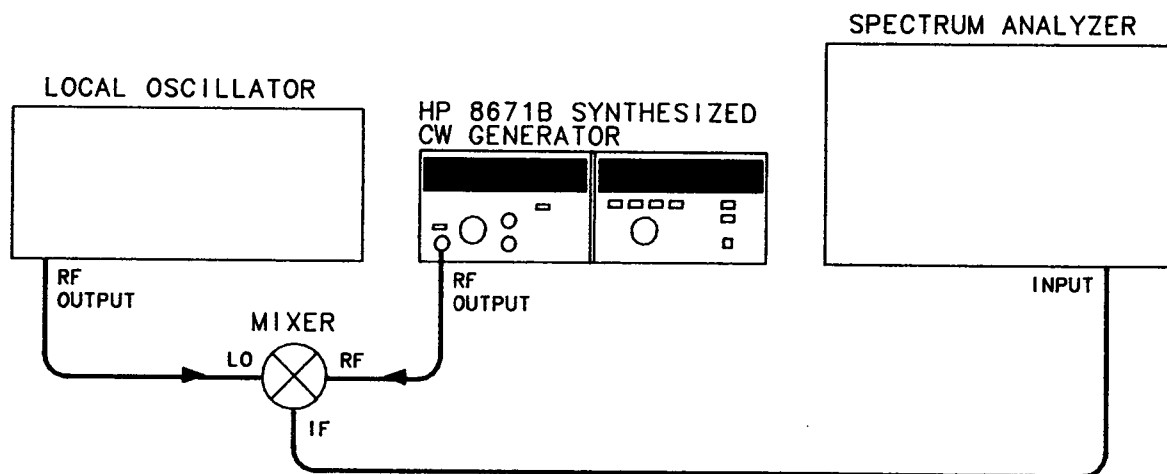 SPECTRUM ANALYZER
LOCAL OSCILLATOR
HP 8671B SYNTHESIZED
CW GENERATOR
RF
OUTPUT
RF
OUTPUT
INPUT
MIXER
LO
RF
IF